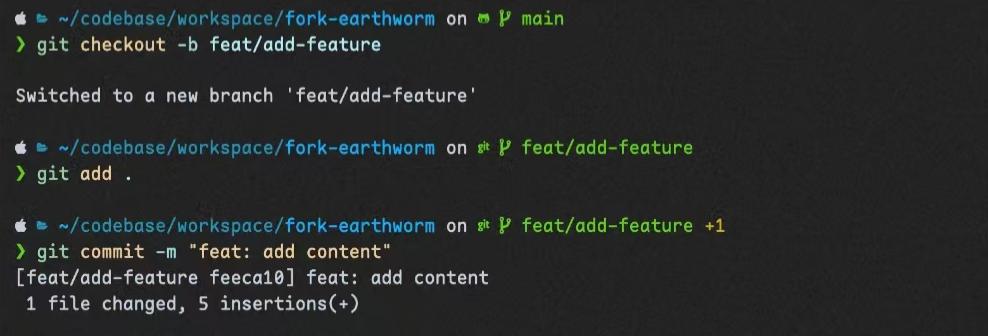 ~/codebase/workspace/fork-earthworm on main
❯ git checkout -b feat/add-feature
Switched to a new branch 'feat/add-feature'
~/codebase/workspace/fork-earthworm on git feat/add-feature
❯ git add .
~/codebase/workspace/fork-earthworm on git feat/add-feature +1
❯ git commit -m "feat: add content"
[feat/add-feature feeca10] feat: add content
1 file changed, 5 insertions(+)